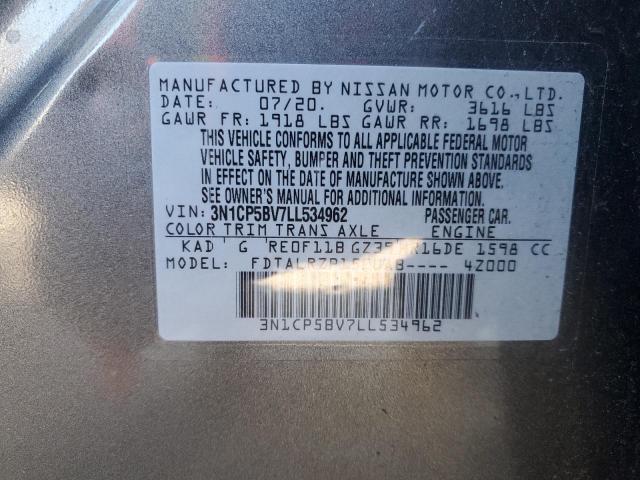 MANUFACTURED BY NISSAN MOTOR CO.,LTD.
DATE: 07/20. GVWR: 3616 LBS
GAWR FR: 1918 LBS GAWR RR: 1698 LBS
THIS VEHICLE CONFORMS TO ALL APPLICABLE FEDERAL MOTOR
VEHICLE SAFETY, BUMPER AND THEFT PREVENTION STANDARDS
IN EFFECT ON THE DATE OF MANUFACTURE SHOWN ABOVE.
SEE OWNER'S MANUAL FOR ADDITIONAL INFORMATION.
VIN: 3N1CP5BV7LL534962 PASSENGER CAR.
COLOR TRIM TRANS AXLE ENGINE
KAD G RE0F11B 1598 CC
MODEL: 4Z000
3N1CP5BV7LL534962